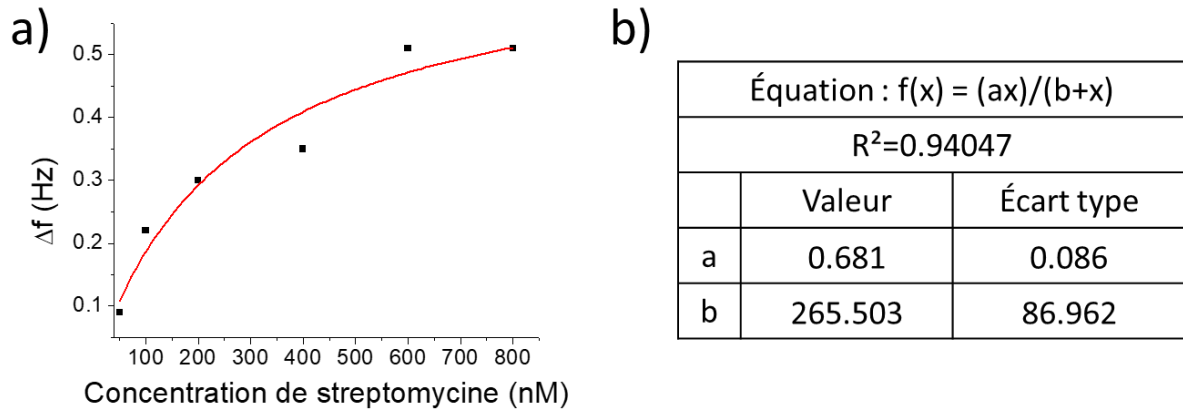 a)
Δf (Hz)
0.5
0.4
0.3
0.2
0.1
100 200 300 400 500 600 700 800
Concentration de streptomycine (nM)
b)
Équation : f(x) = (ax)/(b+x)
R²=0.94047
Valeur Écart type
a 0.681 0.086
b 265.503 86.962